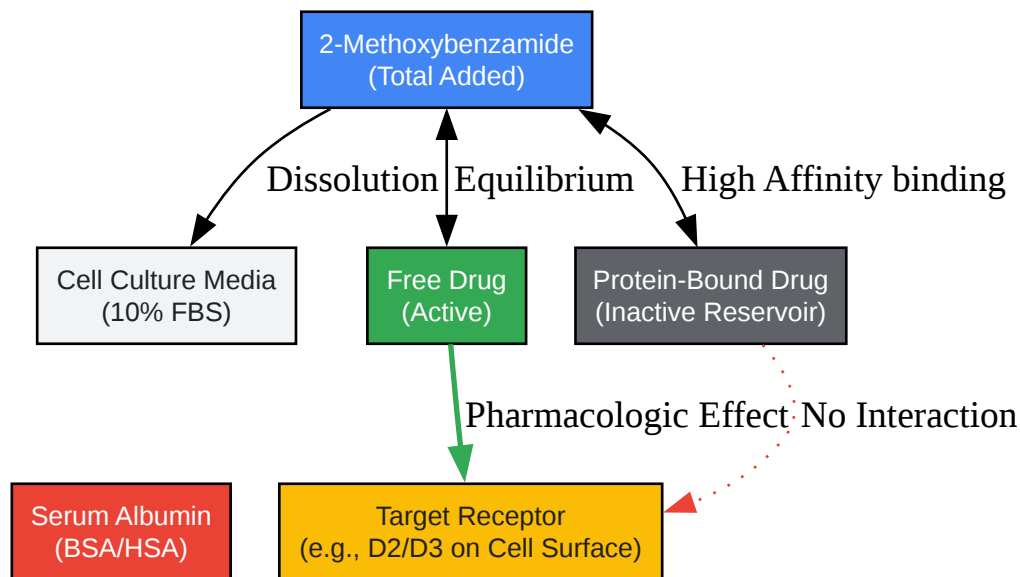 2-Methoxybenzamide
(Total Added)
Dissolution
Equilibrium
High Affinity binding
Cell Culture Media
(10% FBS)
Free Drug
(Active)
Protein-Bound Drug
(Inactive Reservoir)
Pharmacologic Effect
No Interaction
Serum Albumin
(BSA/HSA)
Target Receptor
(e.g., D2/D3 on Cell Surface)